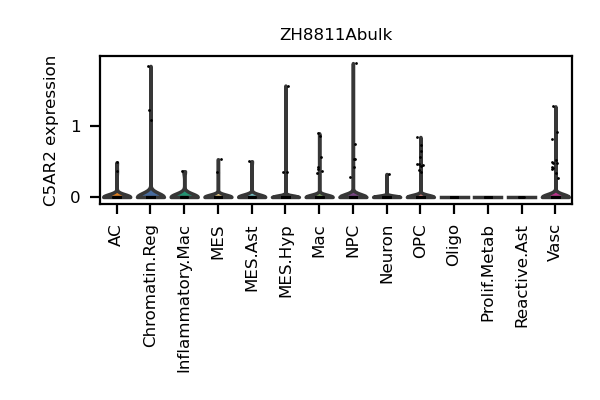 ZH8811Abulk
C5AR2 expression
1
0
AC
Chromatin.Reg
Inflammatory.Mac
MES
MES.Ast
MES.Hyp
Mac
NPC
Neuron
OPC
Oligo
Prolif.Metab
Reactive.Ast
Vasc